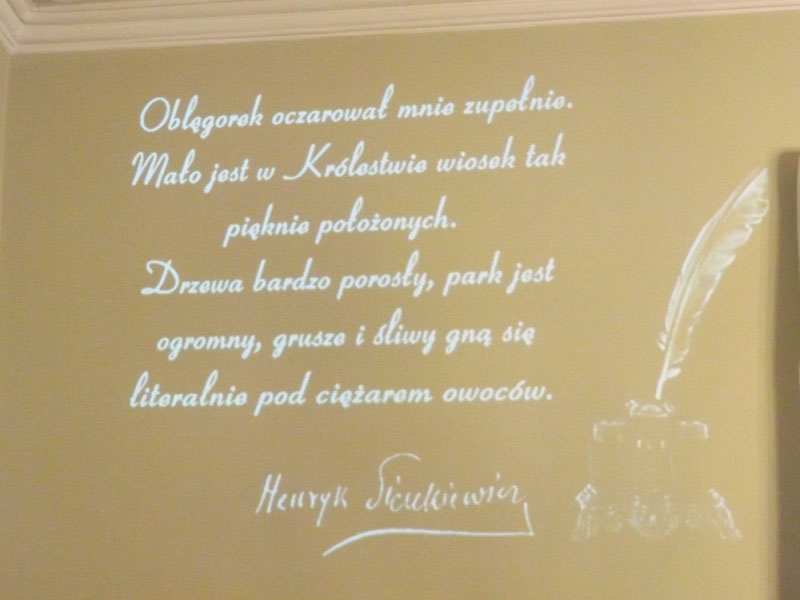 Oblęgorek oczarował mnie zupełnie.
Mało jest w Królestwie wiosek tak
pięknie położonych.
Drzewa bardzo porosły, park jest
ogromny, grusze i śliwy gną się
literalnie pod ciężarem owoców.
Henryk Sienkiewicz